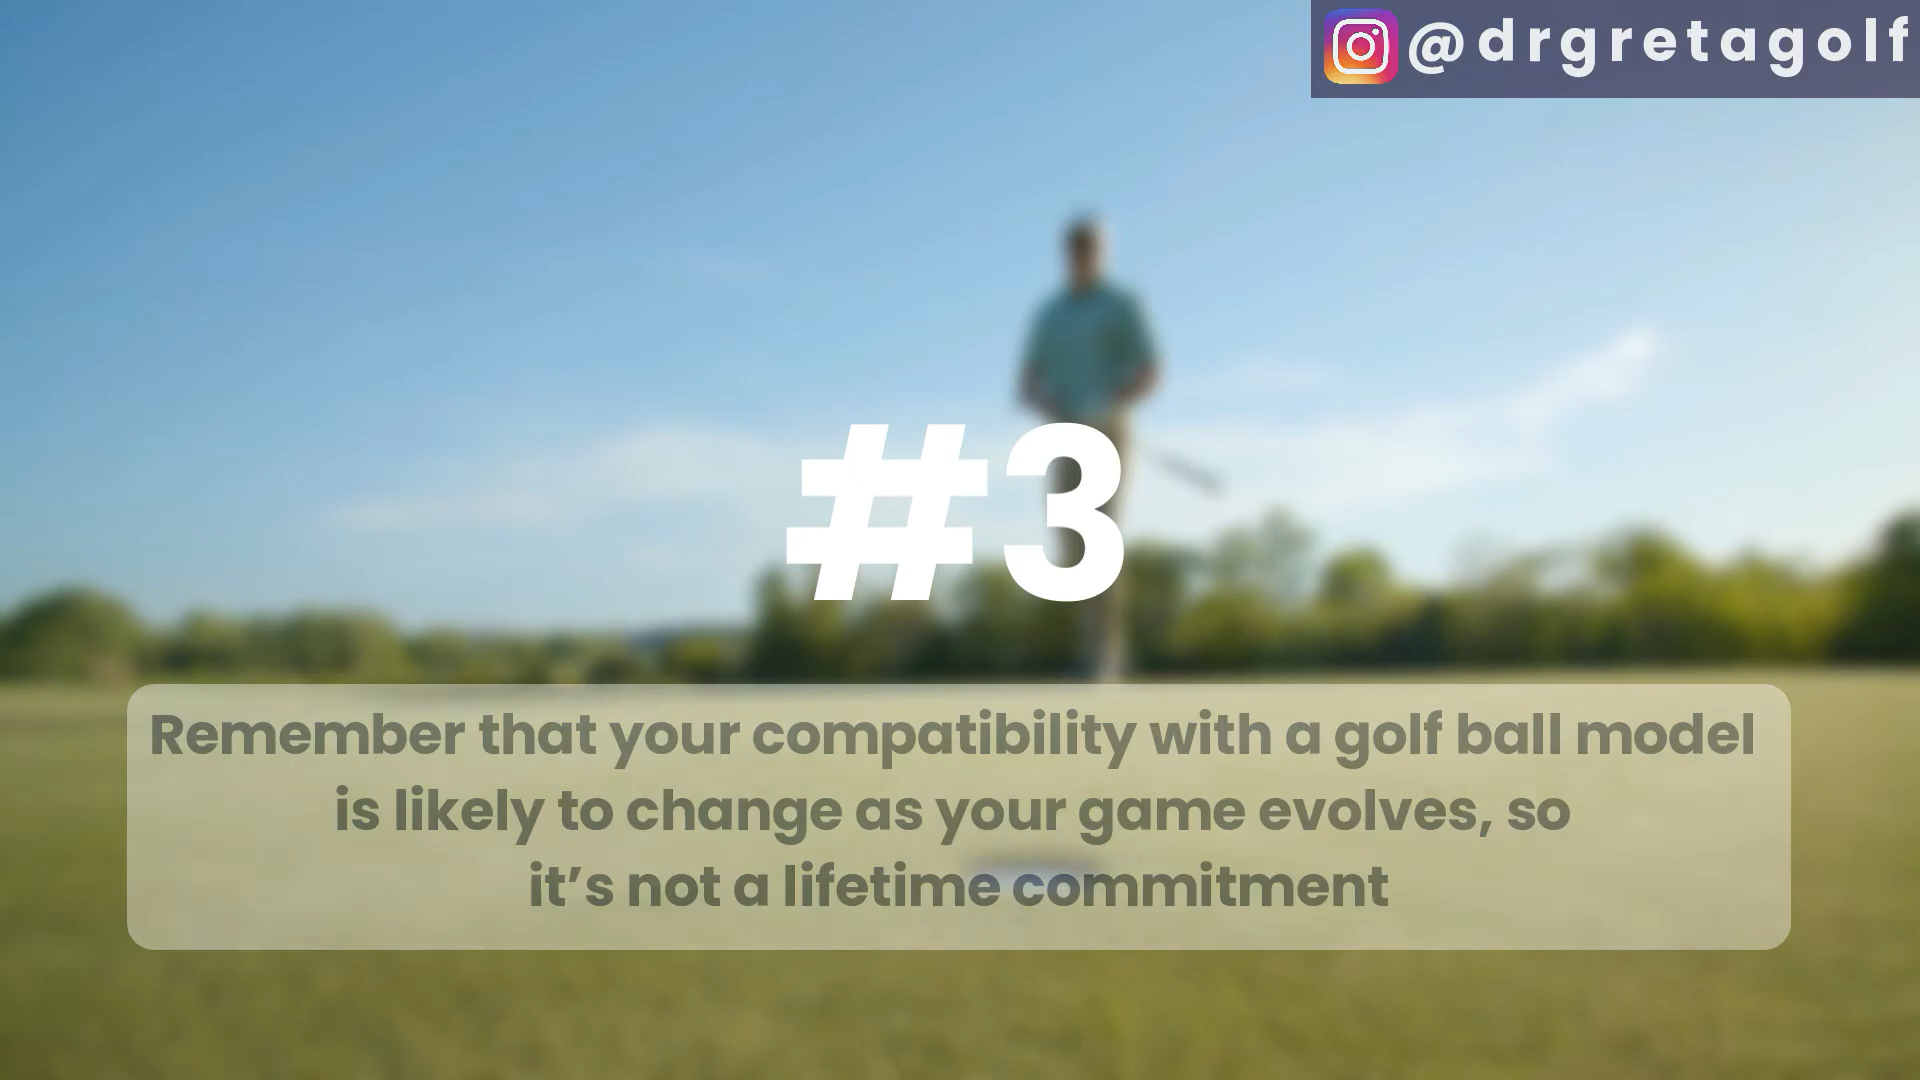 @drgretagolf
#3
Remember that your compatibility with a golf ball model
is likely to change as your game evolves, so
it’s not a lifetime commitment